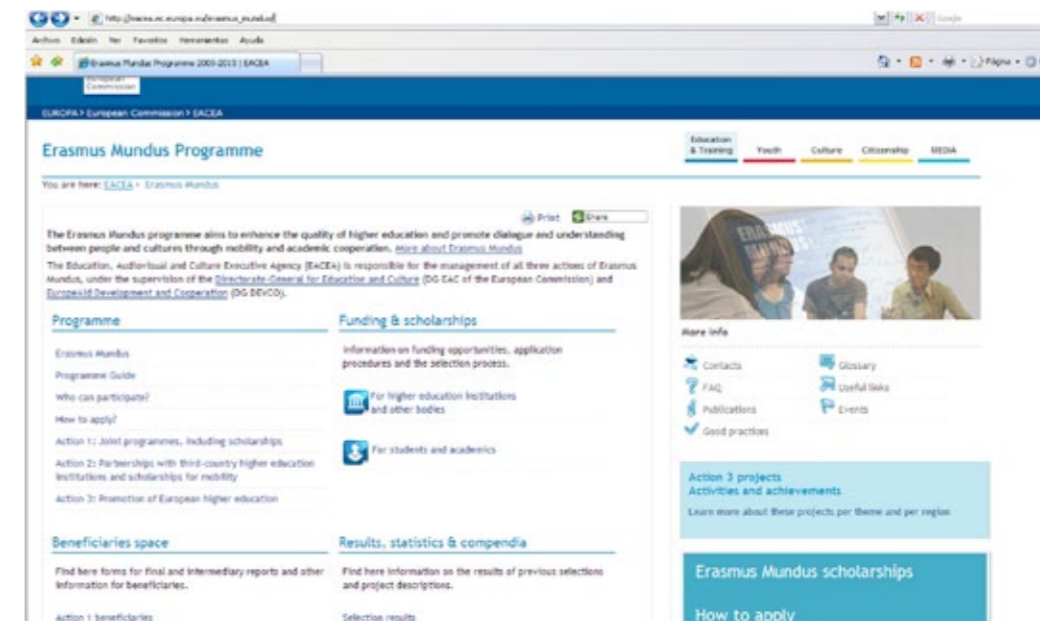 http://eacea.ec.europa.eu/erasmus_mundus/
Google
Archivo Edición Ver Favoritos Herramientas Ayuda
Erasmus Mundus Programme 2009-2013 | EACEA
Página
European
Commission
EUROPA > European Commission > EACEA
Erasmus Mundus Programme
Education
& Training Youth Culture Citizenship MEDIA
You are here: EACEA > Erasmus Mundus
Print Share
The Erasmus Mundus programme aims to enhance the quality of higher education and promote dialogue and understanding
between people and cultures through mobility and academic cooperation. More about Erasmus Mundus
The Education, Audiovisual and Culture Executive Agency (EACEA) is responsible for the management of all three actions of Erasmus
Mundus, under the supervision of the Directorate-General for Education and Culture (DG EAC of the European Commission) and
EuropeAid Development and Cooperation (DG DEVCO).
Programme
Erasmus Mundus
Programme Guide
Who can participate?
How to apply?
Action 1: Joint programmes, including scholarships
Action 2: Partnerships with third-country higher education
institutions and scholarships for mobility
Action 3: Promotion of European higher education
Funding & scholarships
Information on funding opportunities, application
procedures and the selection process.
For higher education institutions
and other bodies
For students and academics
Beneficiaries space
Find here forms for final and intermediary reports and other
information for beneficiaries.
Action 1 beneficiaries
Results, statistics & compendia
Find here information on the results of previous selections
and project descriptions.
Selection results
ERASMUS
MUNDUS
More info
Contacts
FAQ
Publications
Good practices
Glossary
Useful links
Events
Action 3 projects
Activities and achievements
Learn more about these projects per theme and per region
Erasmus Mundus scholarships
How to apply